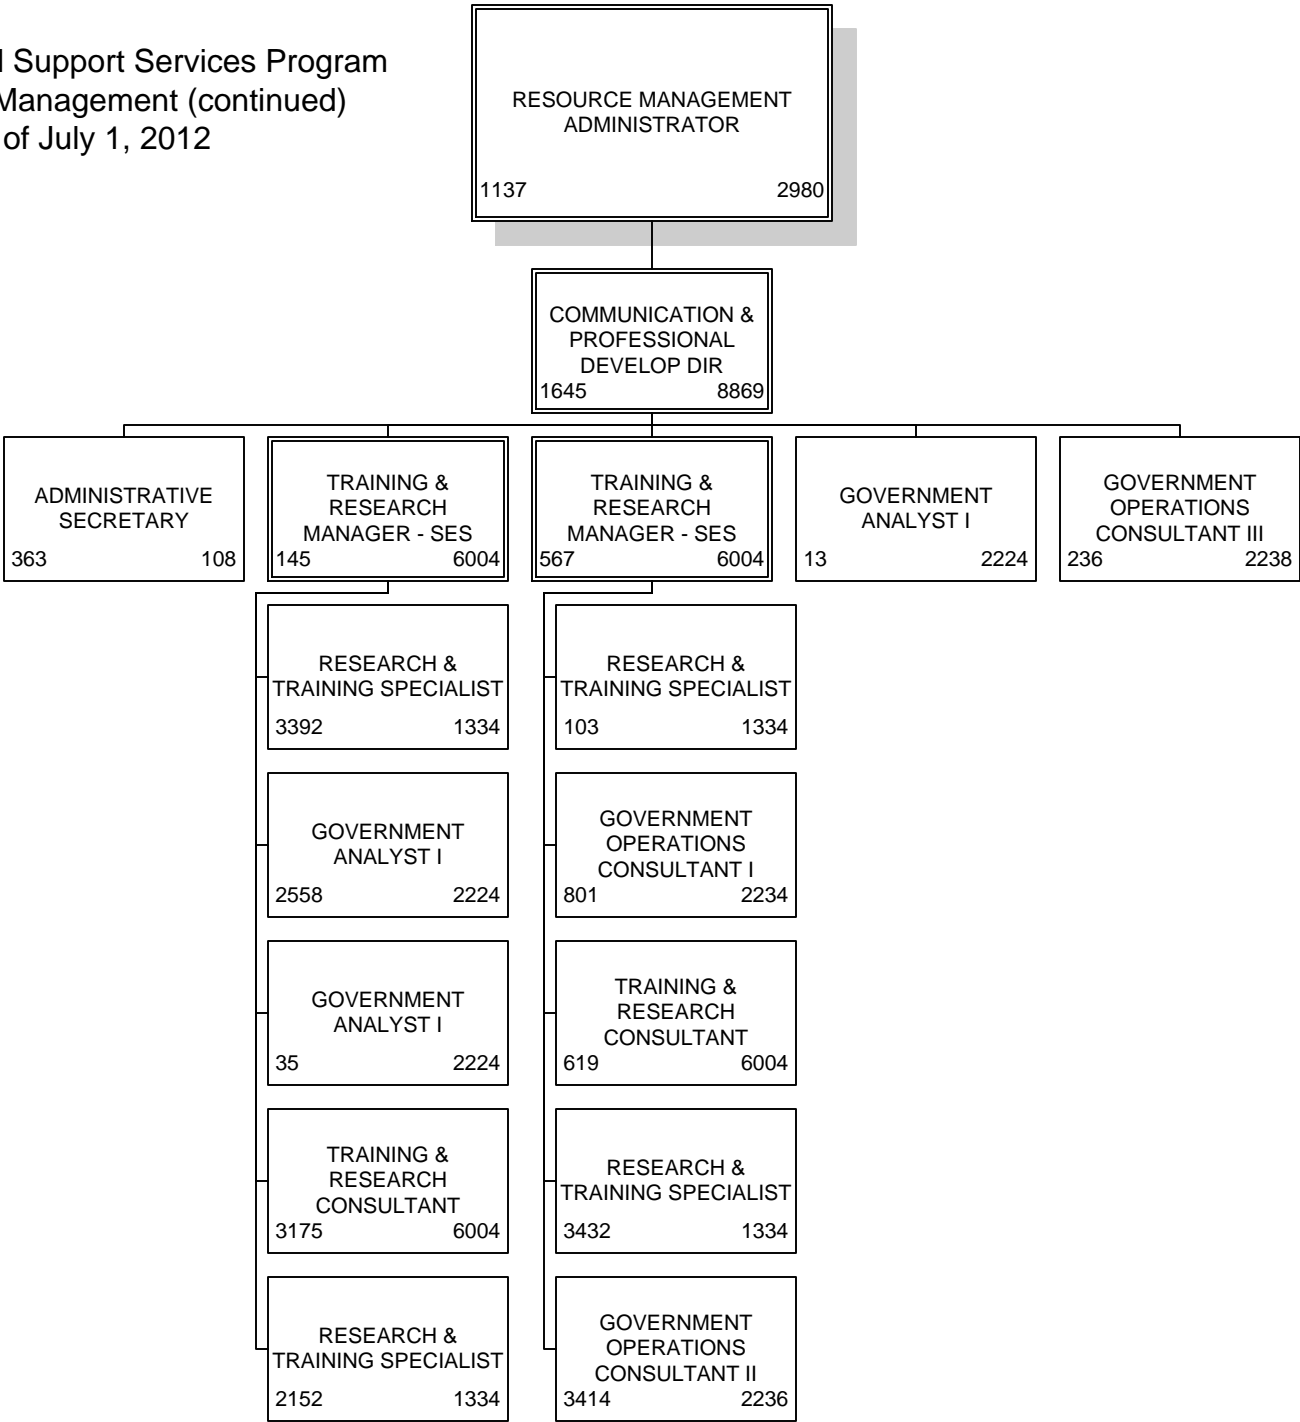 Support Services Program
Management (continued)
of July 1, 2012
RESOURCE MANAGEMENT
ADMINISTRATOR
1137 2980
COMMUNICATION &
PROFESSIONAL
DEVELOP DIR
1645 8869
ADMINISTRATIVE
SECRETARY
363 108
TRAINING &
RESEARCH
MANAGER - SES
145 6004
TRAINING &
RESEARCH
MANAGER - SES
567 6004
GOVERNMENT
ANALYST I
13 2224
GOVERNMENT
OPERATIONS
CONSULTANT III
236 2238
RESEARCH &
TRAINING SPECIALIST
3392 1334
GOVERNMENT
ANALYST I
2558 2224
GOVERNMENT
ANALYST I
35 2224
TRAINING &
RESEARCH
CONSULTANT
3175 6004
RESEARCH &
TRAINING SPECIALIST
2152 1334
RESEARCH &
TRAINING SPECIALIST
103 1334
GOVERNMENT
OPERATIONS
CONSULTANT I
801 2234
TRAINING &
RESEARCH
CONSULTANT
619 6004
RESEARCH &
TRAINING SPECIALIST
3432 1334
GOVERNMENT
OPERATIONS
CONSULTANT II
3414 2236